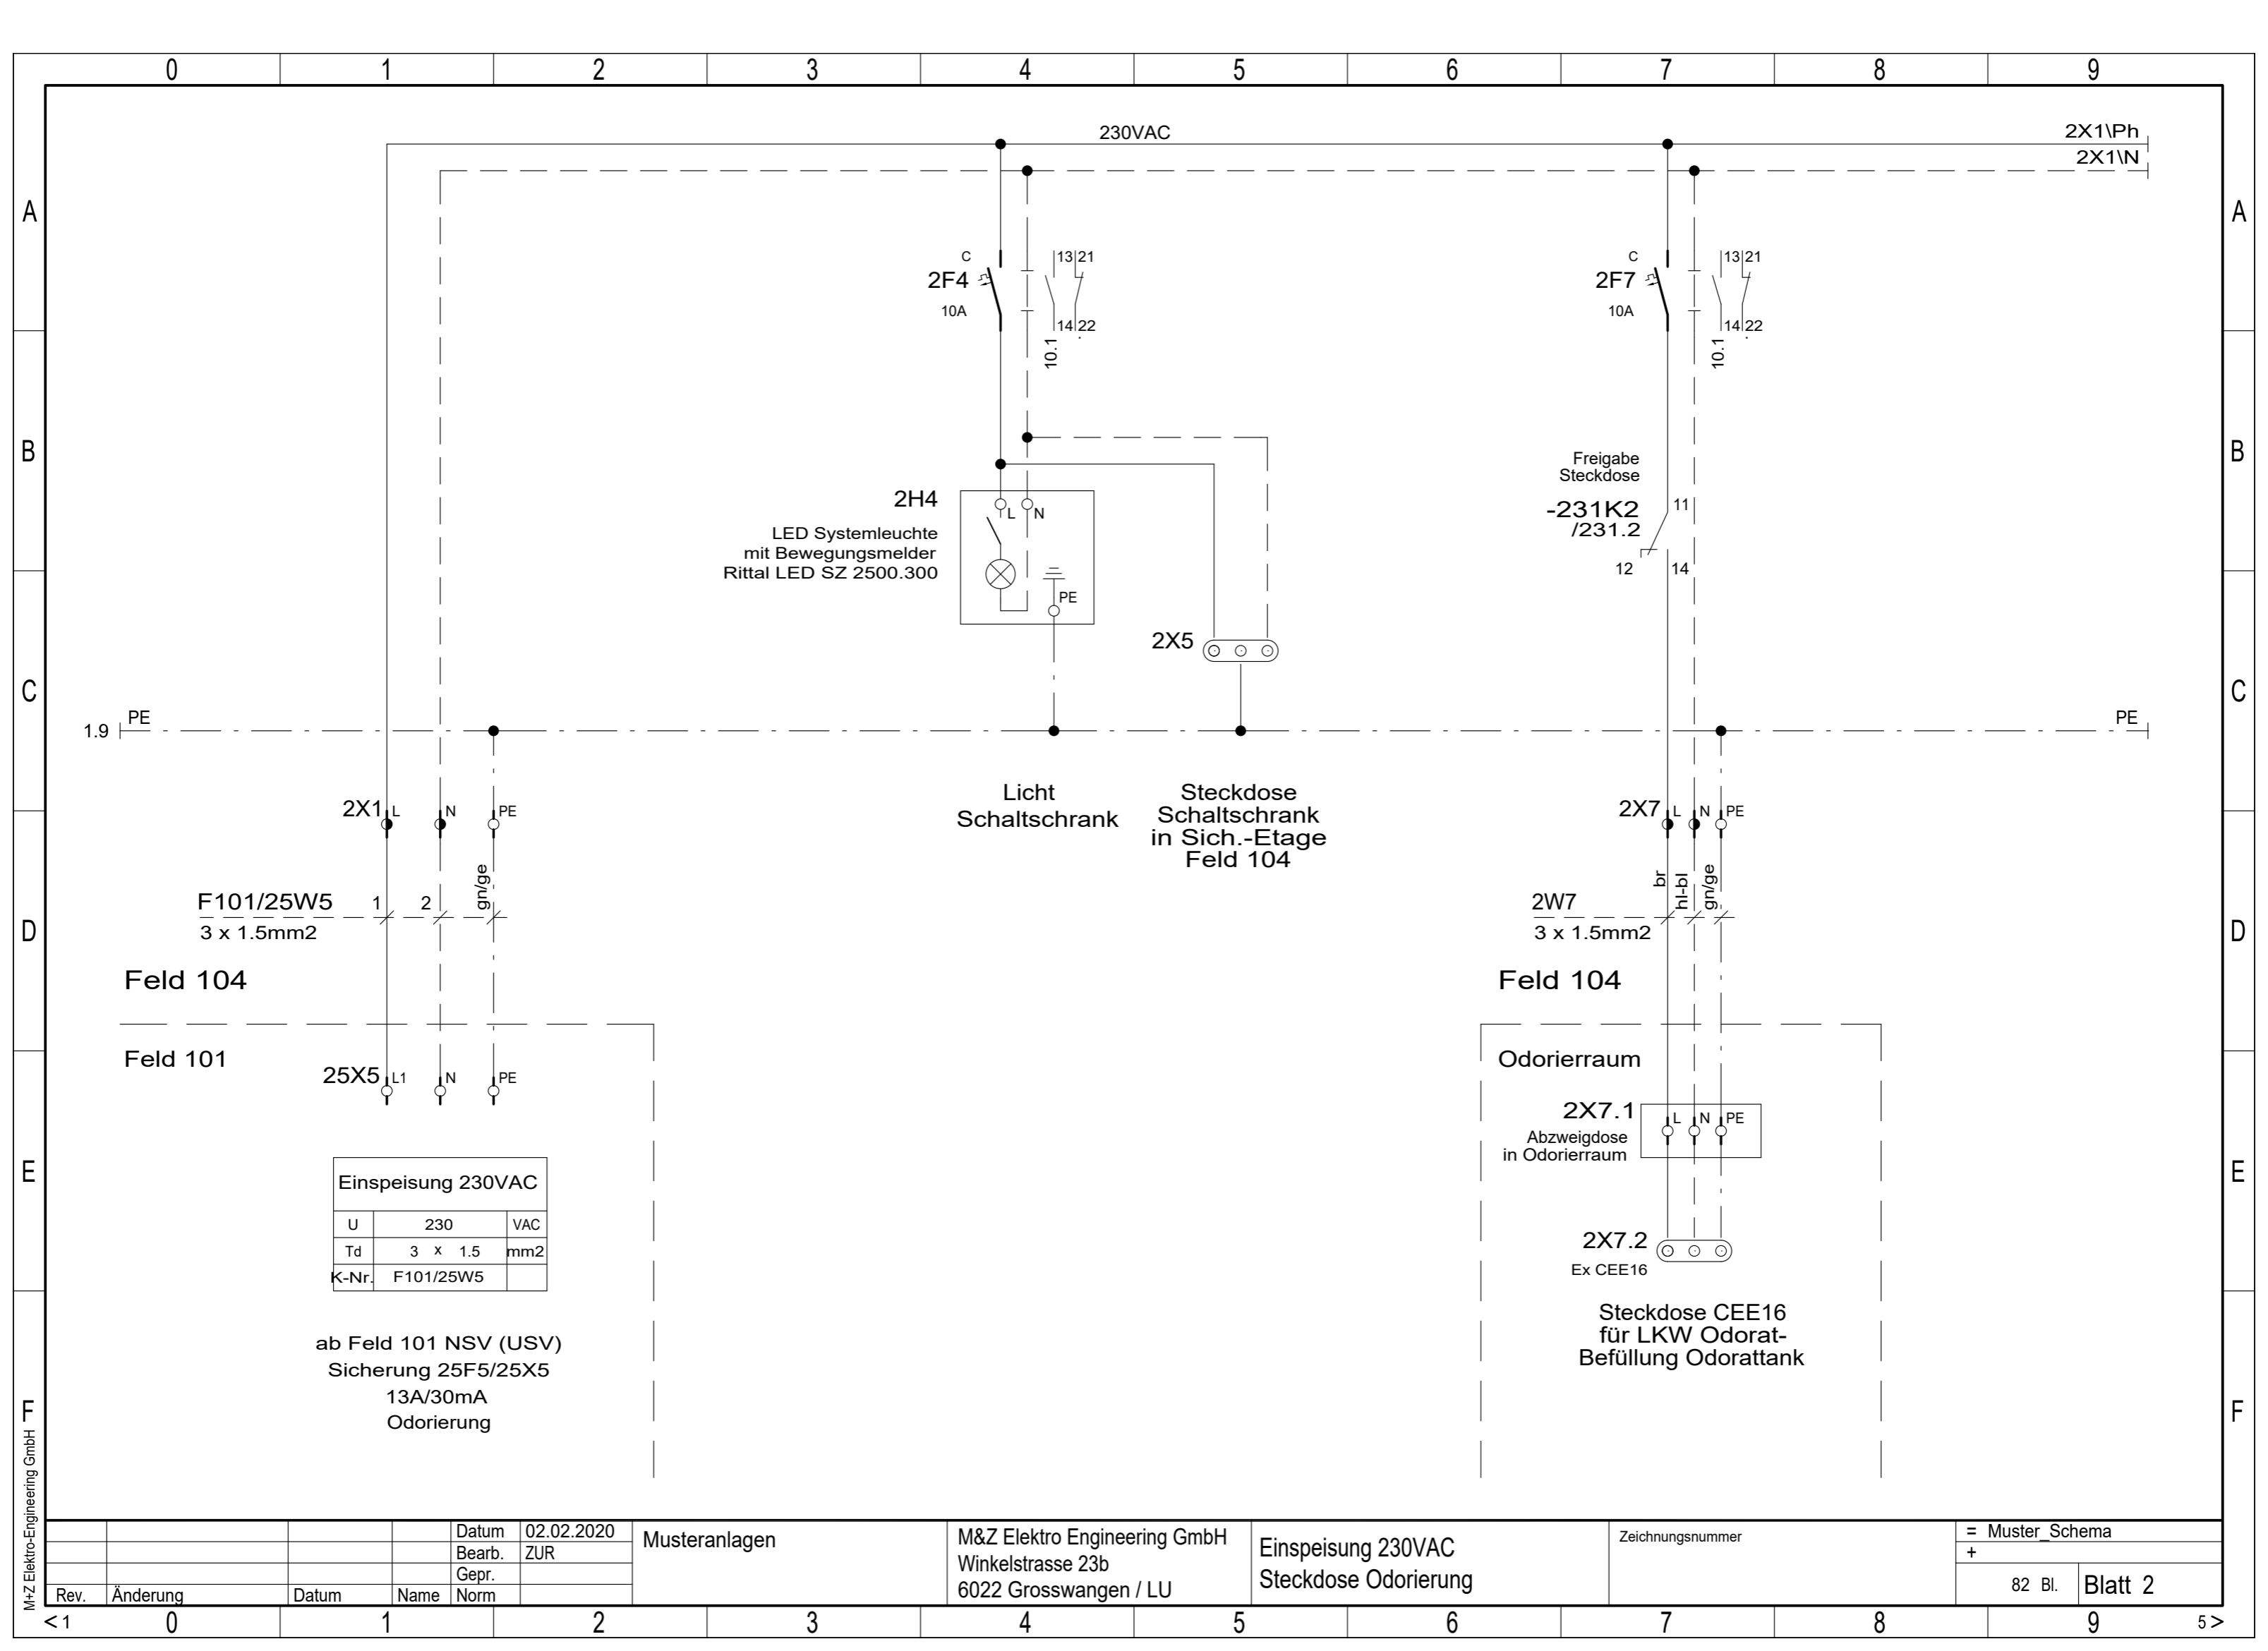 0 1 2 3 4 5 6 7 8 9
230VAC
2X1\Ph
2X1\N
A A
C
2F4
10A
13 21
14 22
10.1
C
2F7
10A
13 21
14 22
10.1
B B
Freigabe
Steckdose
-231K2
/231.2
11
12 14
2H4
L N
LED Systemleuchte
mit Bewegungsmelder
Rittal LED SZ 2500.300
PE
2X5
C C
1.9 PE
PE
Licht
Schaltschrank
Steckdose
Schaltschrank
in Sich.-Etage
Feld 104
2X1 L N PE
2X7 L N PE
F101/25W5 1 2 gn/ge
3 x 1.5mm2
2W7 br hl-bl gn/ge
3 x 1.5mm2
D D
Feld 104
Feld 104
Feld 101
25X5 L1 N PE
Odorierraum
2X7.1 L N PE
Abzweigdose
in Odorierraum
E E
Einspeisung 230VAC
U 230 VAC
Td 3 x 1.5 mm2
K-Nr. F101/25W5
2X7.2
Ex CEE16
Steckdose CEE16
für LKW Odorat-
Befüllung Odorattank
ab Feld 101 NSV (USV)
Sicherung 25F5/25X5
13A/30mA
Odorierung
F F
M+Z Elektro-Engineering GmbH
Datum 02.02.2020
Bearb. ZUR
Gepr.
Rev. Änderung Datum Name Norm
Musteranlagen
M&Z Elektro Engineering GmbH
Winkelstrasse 23b
6022 Grosswangen / LU
Einspeisung 230VAC
Steckdose Odorierung
Zeichnungsnummer
= Muster_Schema
+
82 Bl. Blatt 2
<1 0 1 2 3 4 5 6 7 8 9 5>